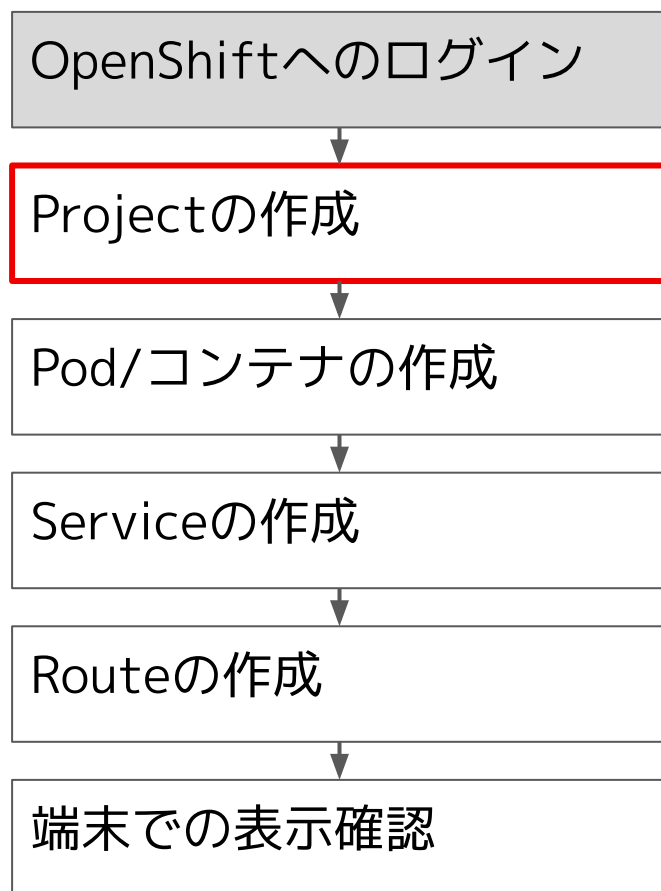 OpenShiftへのログイン
Projectの作成
Pod/コンテナの作成
Serviceの作成
Routeの作成
端末での表示確認